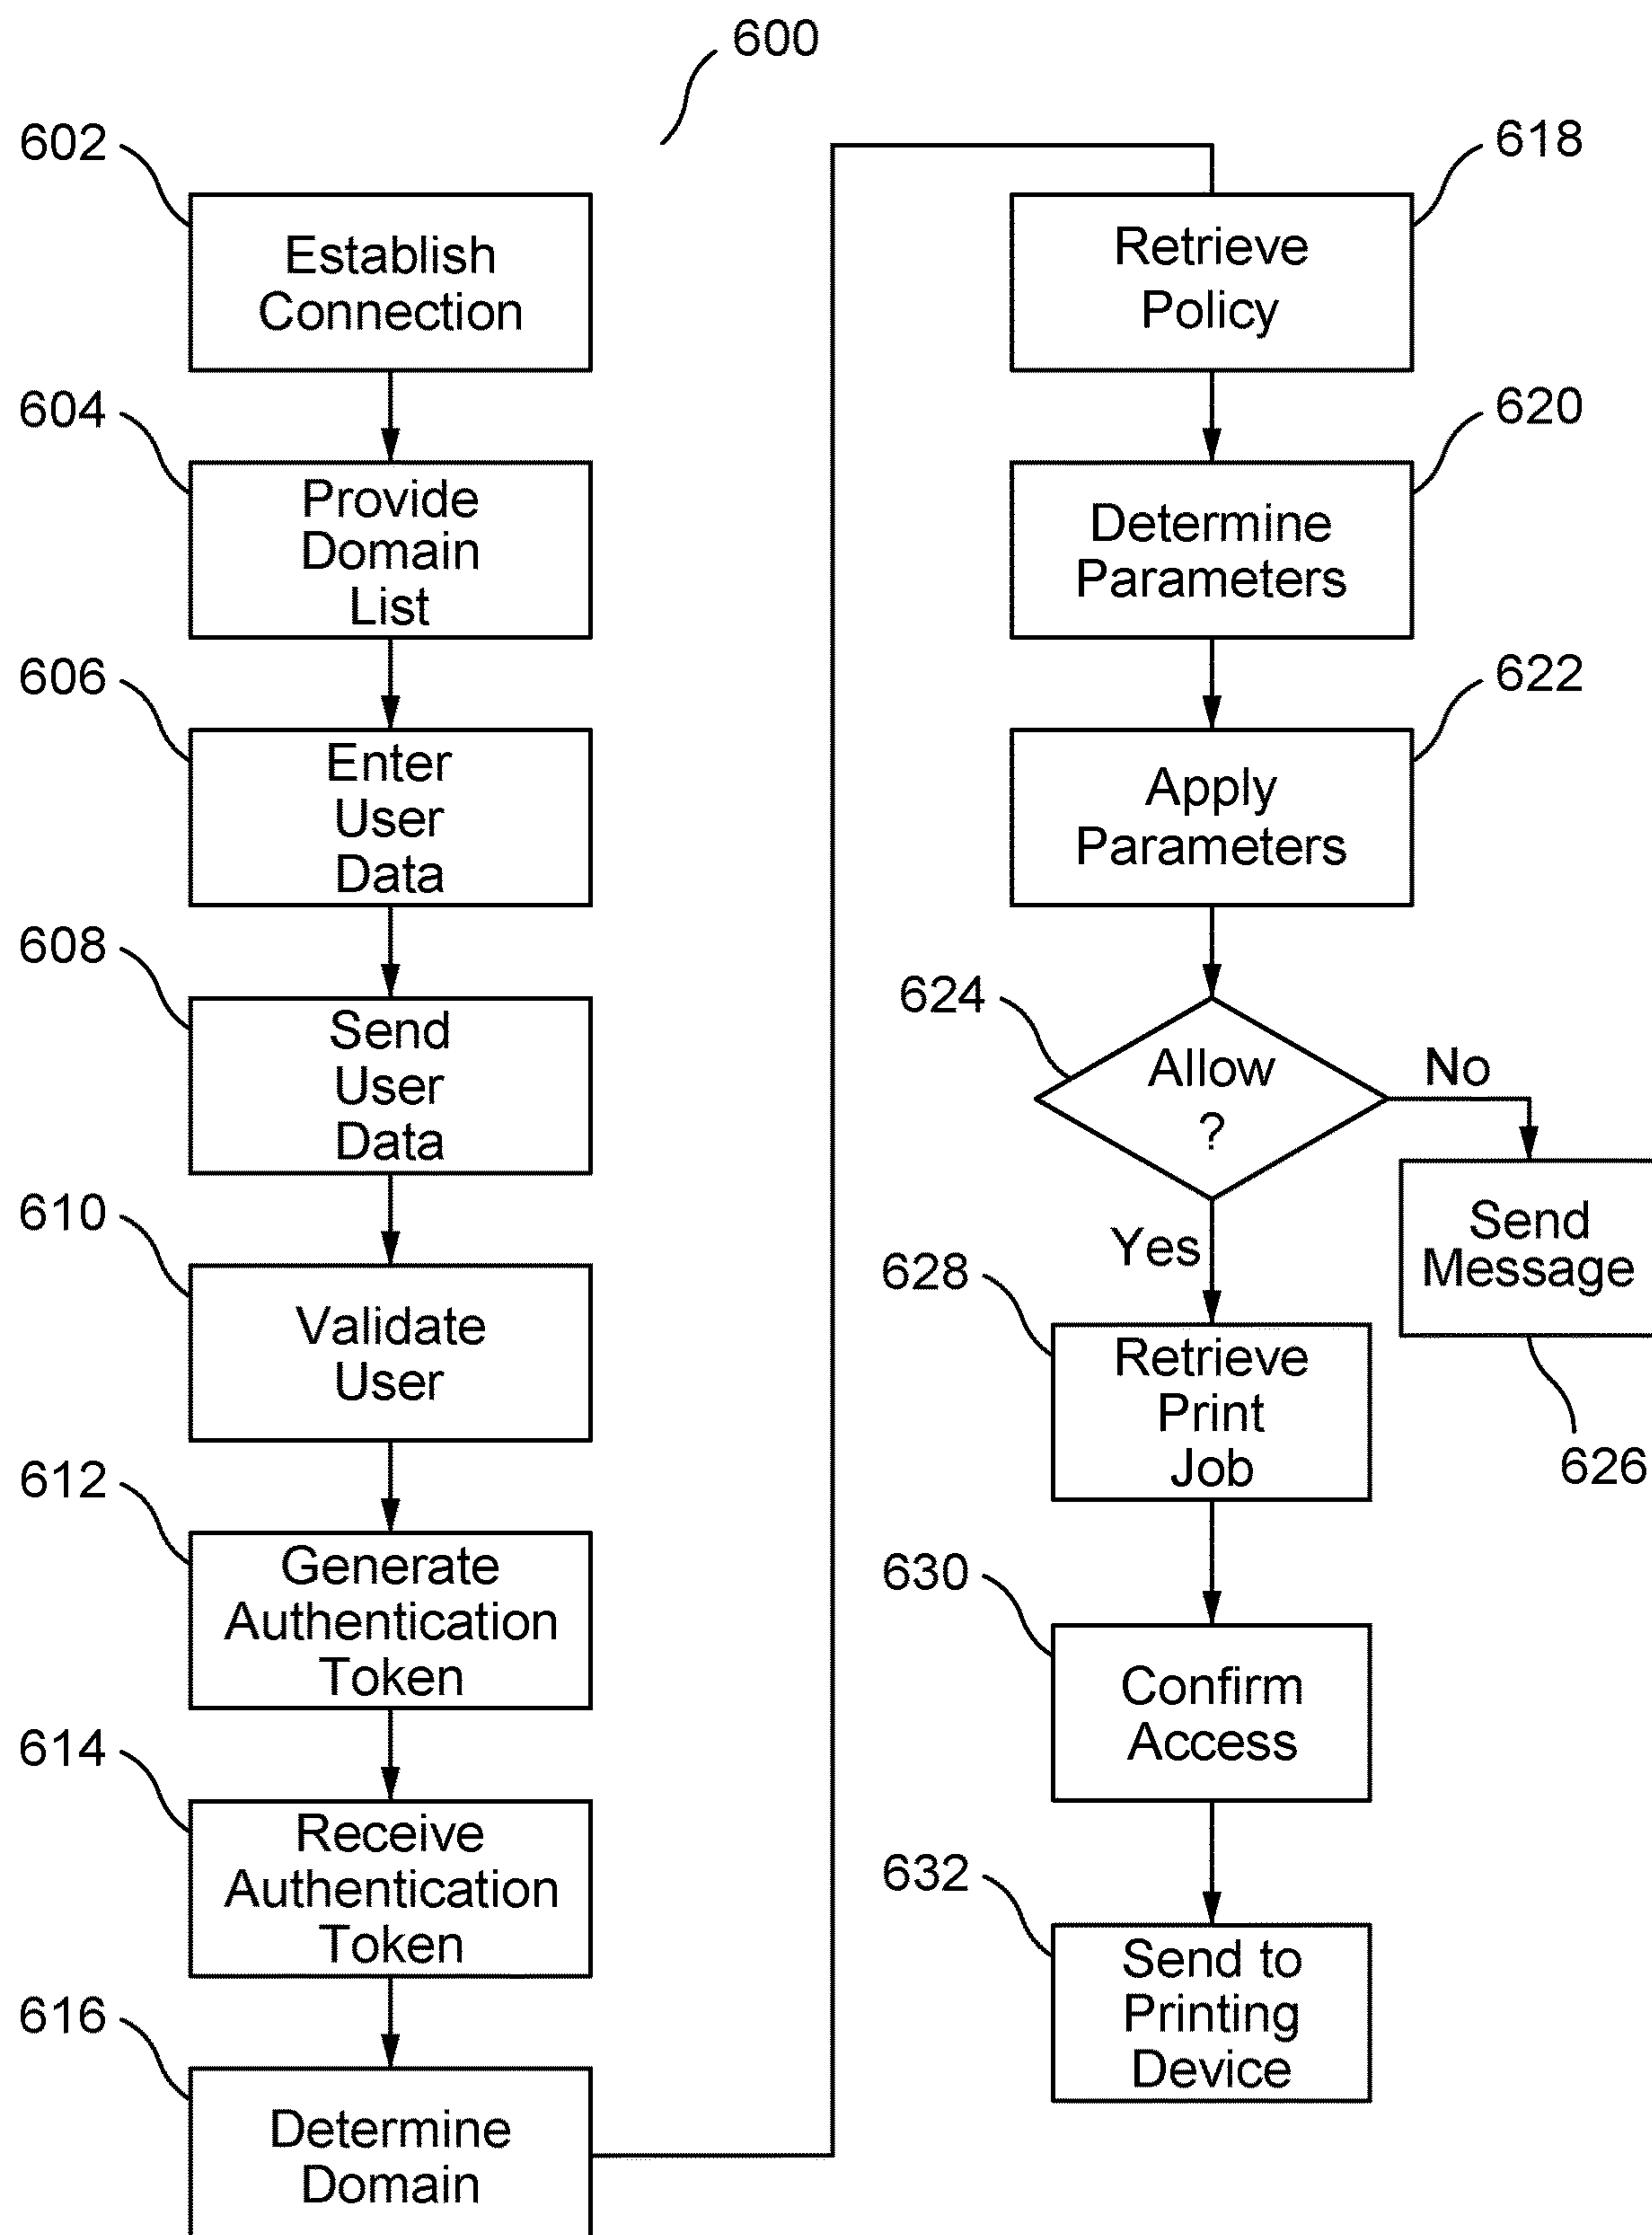 600
602
Establish
Connection
604
Provide
Domain
List
606
Enter
User
Data
608
Send
User
Data
610
Validate
User
612
Generate
Authentication
Token
614
Receive
Authentication
Token
616
Determine
Domain
618
Retrieve
Policy
620
Determine
Parameters
622
Apply
Parameters
624
Allow
?
No
Send
Message
626
Yes
628
Retrieve
Print
Job
630
Confirm
Access
632
Send to
Printing
Device